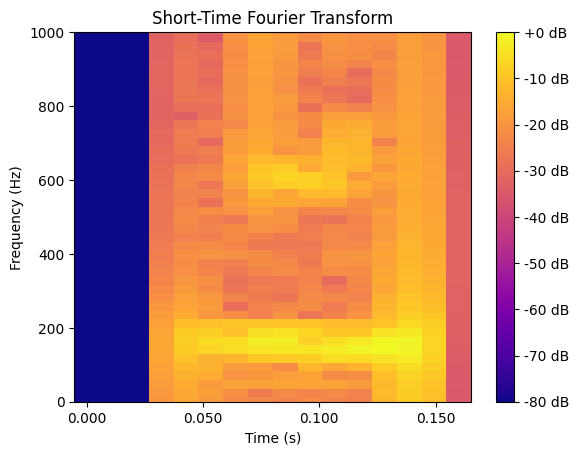 Short-Time Fourier Transform
1000
800
600
400
200
0
Frequency (Hz)
0.000
0.050
0.100
0.150
Time (s)
+0 dB
-10 dB
-20 dB
-30 dB
-40 dB
-50 dB
-60 dB
-70 dB
-80 dB